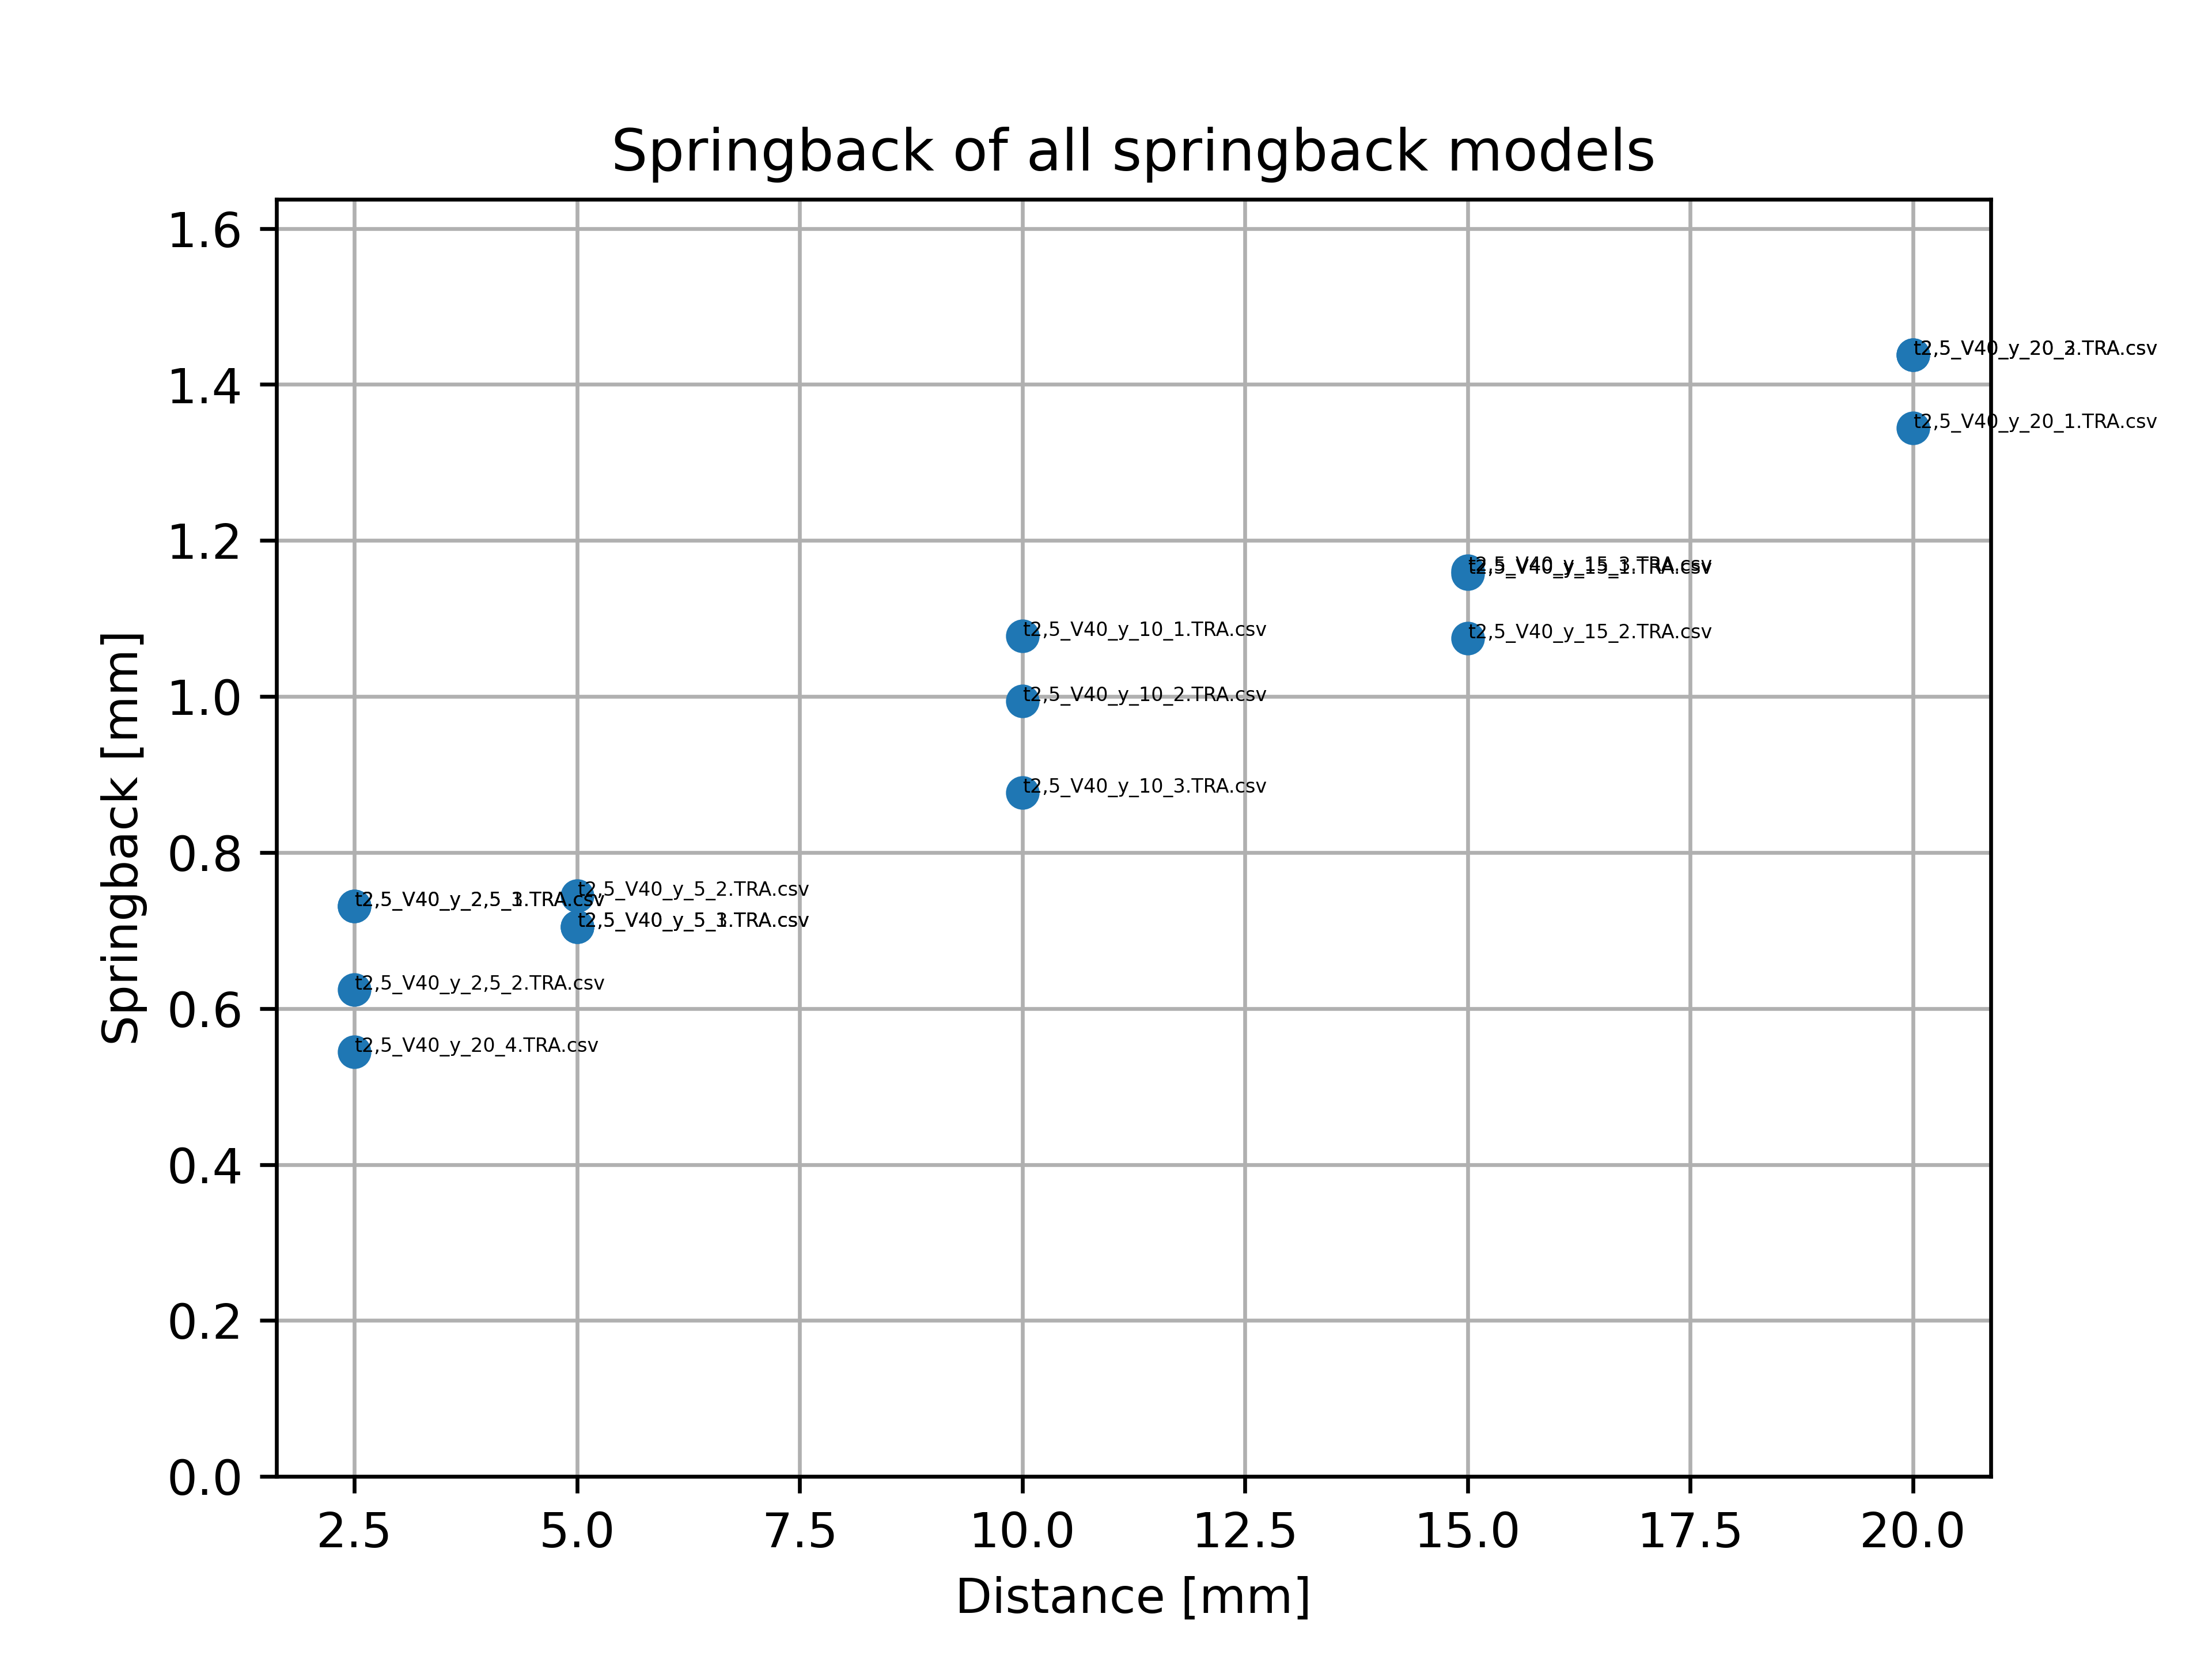 Springback of all springback models
1.6
1.4
1.2
1.0
0.8
0.6
0.4
0.2
0.0
Springback [mm]
t2,5_V40_y_20_1.TRA.csv
t2,5_V40_y_10_1.TRA.csv
t2,5_V40_y_15_2.TRA.csv
t2,5_V40_y_10_2.TRA.csv
t2,5_V40_y_10_3.TRA.csv
t2,5_V40_y_5_2.TRA.csv
t2,5_V40_y_2,5_2.TRA.csv
t2,5_V40_y_20_4.TRA.csv
2.5 5.0 7.5 10.0 12.5 15.0 17.5 20.0
Distance [mm]